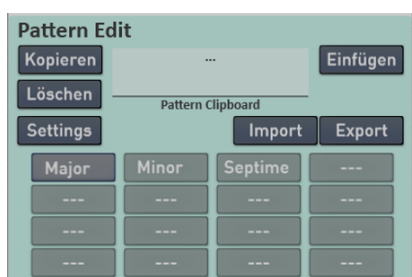 Pattern Edit
Kopieren ... Einfügen
Löschen
Pattern Clipboard
Settings Import Export
Major Minor Septime ---
--- --- --- ---
--- --- --- ---
--- --- --- ---